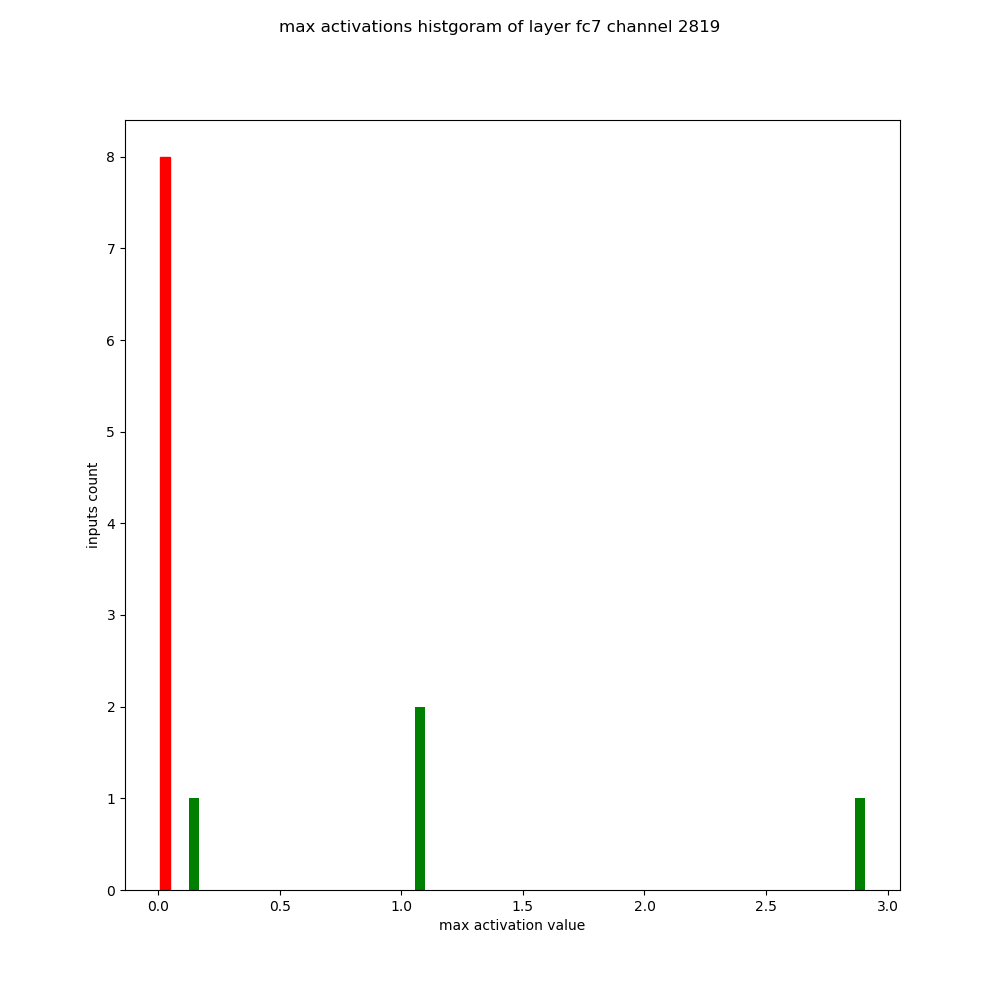 max activations histgoram of layer fc7 channel 2819
8
7
6
5
4
3
2
1
0
inputs count
0.0 0.5 1.0 1.5 2.0 2.5 3.0
max activation value